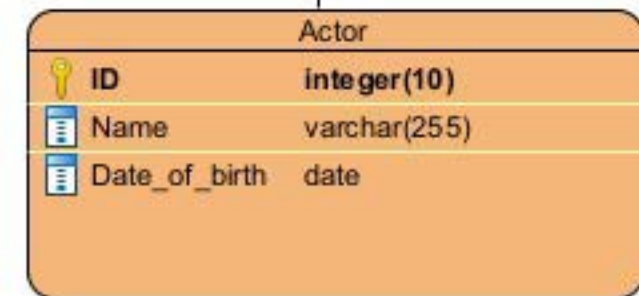 Actor
ID integer(10)
Name varchar(255)
Date_of_birth date